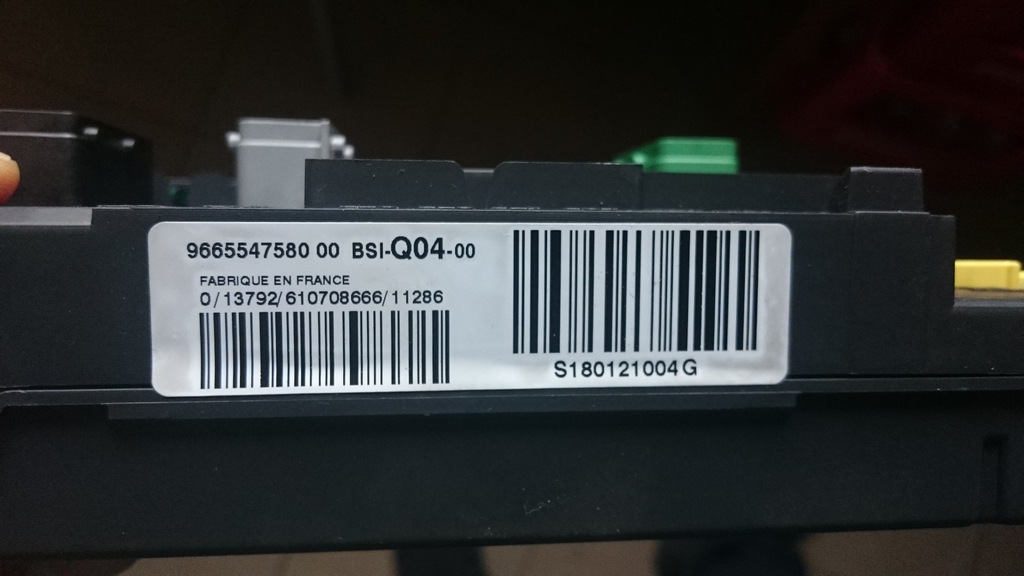 9665547580 00 BSI-Q04-00
FABRIQUE EN FRANCE
0/13792/610708666/11286
S180121004G